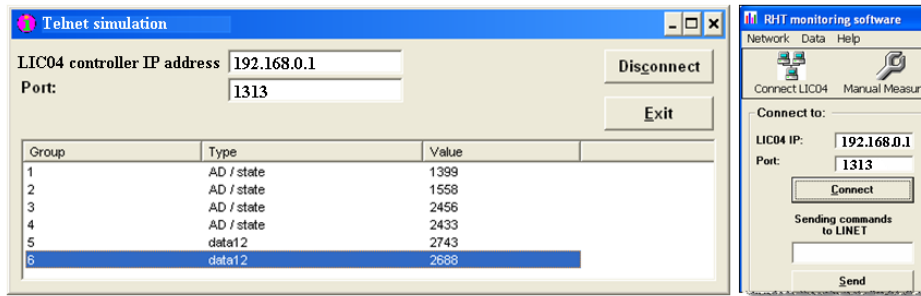 Telnet simulation
LIC04 controller IP address 192.168.0.1
Port: 1313
Disconnect
Exit
Group Type Value
1 AD / state 1399
2 AD / state 1558
3 AD / state 2456
4 AD / state 2433
5 data12 2743
6 data12 2688
RHT monitoring software
Network Data Help
Connect LIC04 Manual Measur
Connect to:
LIC04 IP: 192.168.0.1
Port: 1313
Connect
Sending commands
to LINET
Send